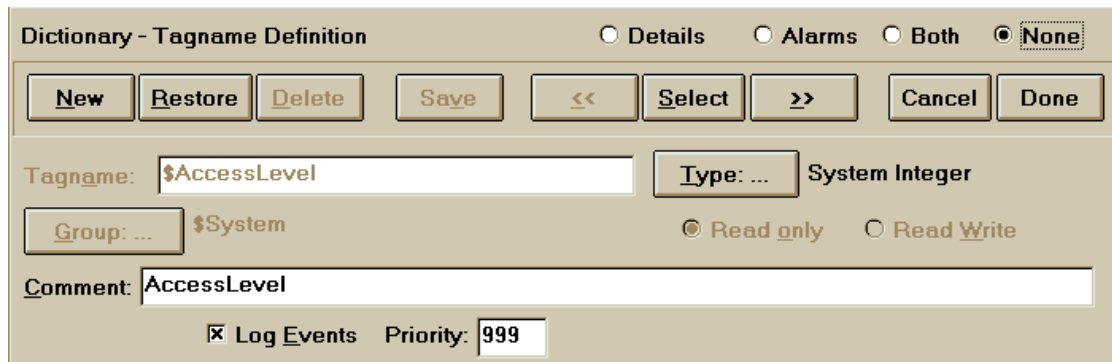 Dictionary - Tagname Definition Details Alarms Both None
New Restore Delete Save << Select >> Cancel Done
Tagname: $AccessLevel Type: ... System Integer
Group: ... $System Read only Read Write
Comment: AccessLevel
Log Events Priority: 999